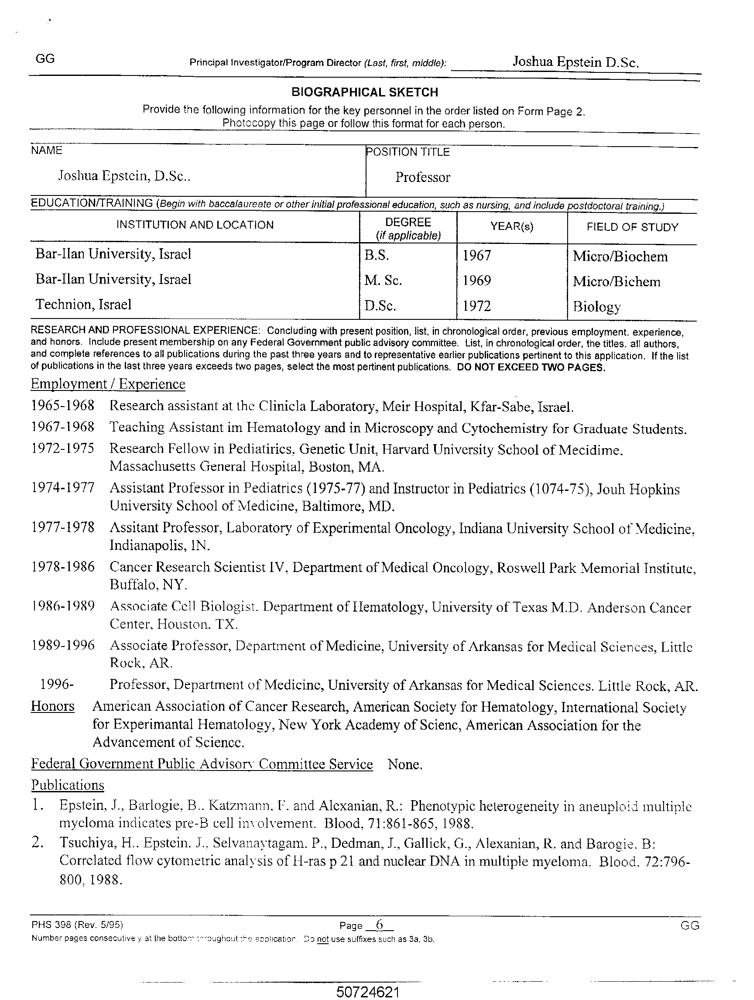 GG Principal Investigator/Program Director (Last, first, middle): Joshua Epstein D.Sc.
BIOGRAPHICAL SKETCH
Provide the following information for the key personnel in the order listed on Form Page 2.
Photocopy this page or follow this format for each person.
NAME POSITION TITLE
Joshua Epstein, D.Sc.. Professor
EDUCATION/TRAINING (Begin with baccalaureate or other initial professional education, such as nursing, and include postdoctoral training.)
INSTITUTION AND LOCATION DEGREE (if applicable) YEAR(s) FIELD OF STUDY
Bar-Ilan University, Israel B.S. 1967 Micro/Biochem
Bar-Ilan University, Israel M. Sc. 1969 Micro/Bichem
Technion, Israel D.Sc. 1972 Biology
RESEARCH AND PROFESSIONAL EXPERIENCE: Concluding with present position, list, in chronological order, previous employment, experience,
and honors. Include present membership on any Federal Government public advisory committee. List, in chronological order, the titles, all authors,
and complete references to all publications during the past three years and to representative earlier publications pertinent to this application. If the list
of publications in the last three years exceeds two pages, select the most pertinent publications. DO NOT EXCEED TWO PAGES.
Employment / Experience
1965-1968 Research assistant at the Clinicla Laboratory, Meir Hospital, Kfar-Sabe, Israel.
1967-1968 Teaching Assistant im Hematology and in Microscopy and Cytochemistry for Graduate Students.
1972-1975 Research Fellow in Pediatirics, Genetic Unit, Harvard University School of Mecidime,
Massachusetts General Hospital, Boston, MA.
1974-1977 Assistant Professor in Pediatrics (1975-77) and Instructor in Pediatrics (1074-75), Jouh Hopkins
University School of Medicine, Baltimore, MD.
1977-1978 Assitant Professor, Laboratory of Experimental Oncology, Indiana University School of Medicine,
Indianapolis, IN.
1978-1986 Cancer Research Scientist IV, Department of Medical Oncology, Roswell Park Memorial Institute,
Buffalo, NY.
1986-1989 Associate Cell Biologist. Department of Hematology, University of Texas M.D. Anderson Cancer
Center, Houston. TX.
1989-1996 Associate Professor, Department of Medicine, University of Arkansas for Medical Sciences, Little
Rock, AR.
1996- Professor, Department of Medicine, University of Arkansas for Medical Sciences. Little Rock, AR.
Honors American Association of Cancer Research, American Society for Hematology, International Society
for Experimantal Hematology, New York Academy of Scienc, American Association for the
Advancement of Science.
Federal Government Public Advisory Committee Service None.
Publications
1. Epstein, J., Barlogie, B.. Katzmann, F. and Alexanian, R.: Phenotypic heterogeneity in aneuploid multiple
myeloma indicates pre-B cell involvement. Blood, 71:861-865, 1988.
2. Tsuchiya, H.. Epstein. J., Selvanaytagam. P., Dedman, J., Gallick, G., Alexanian, R. and Barogie. B:
Correlated flow cytometric analysis of H-ras p 21 and nuclear DNA in multiple myeloma. Blood. 72:796-
800, 1988.
PHS 398 (Rev. 5/95) Page 6 GG
Number pages consecutively at the bottom throughout the application. Do not use suffixes such as 3a, 3b.
50724621